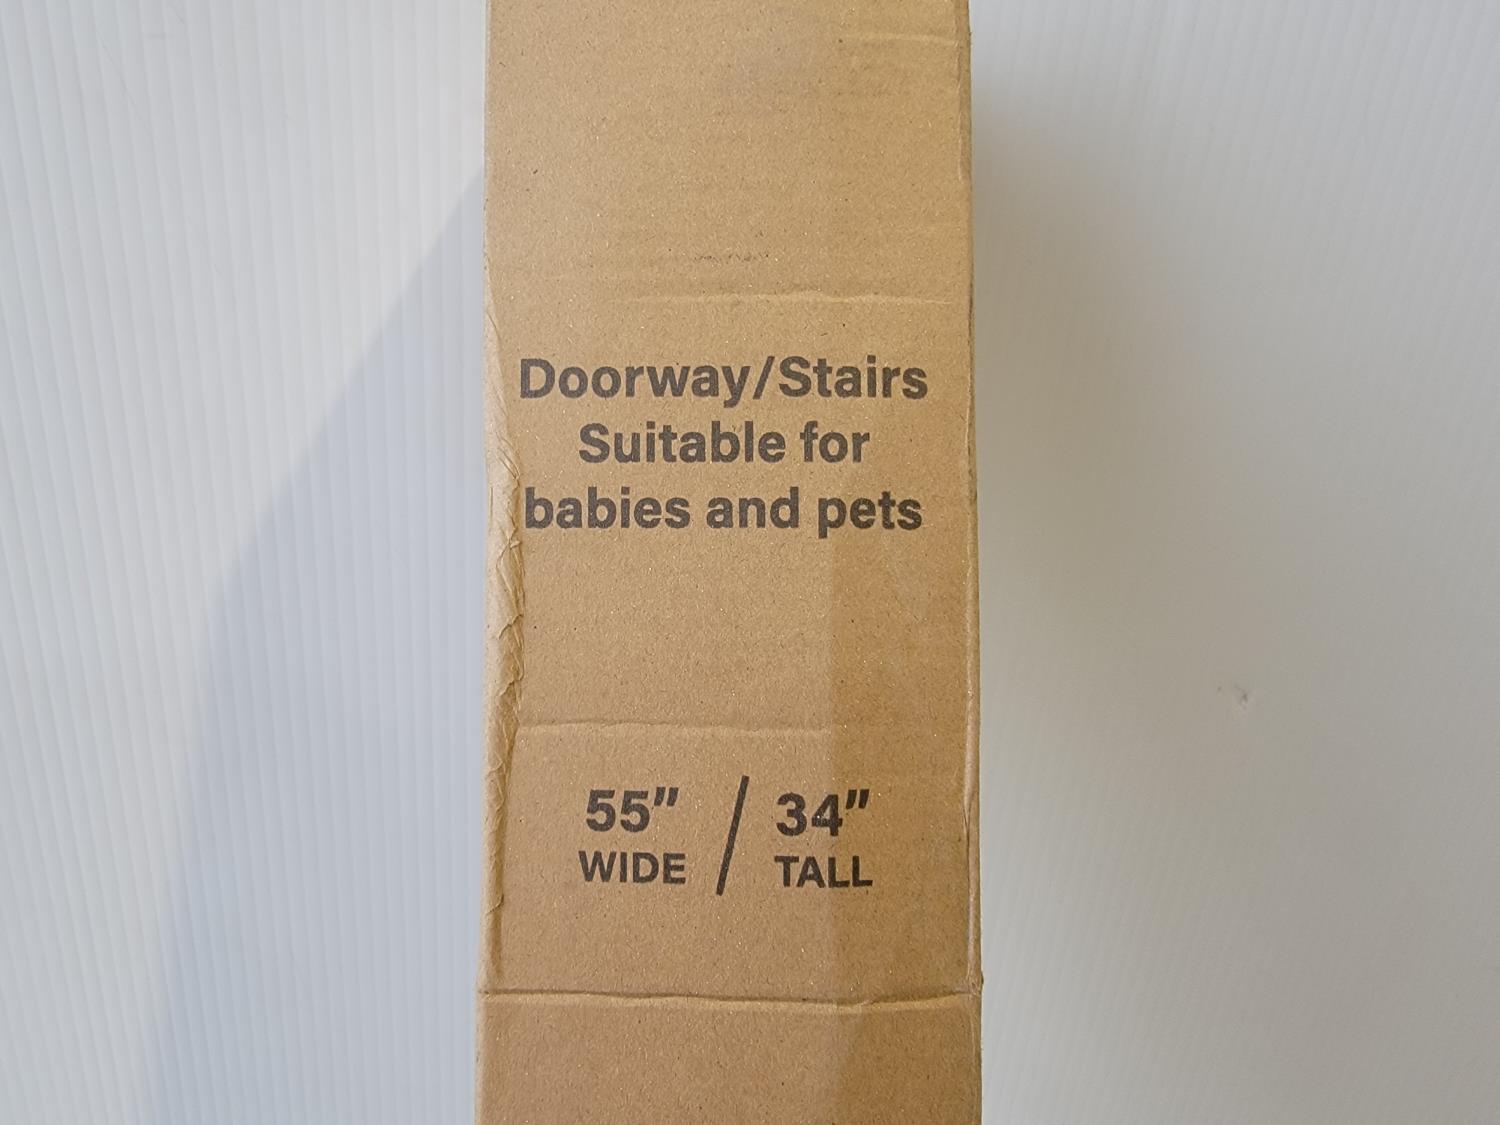 Doorway/Stairs
Suitable for
babies and pets
55” / 34”
WIDE TALL